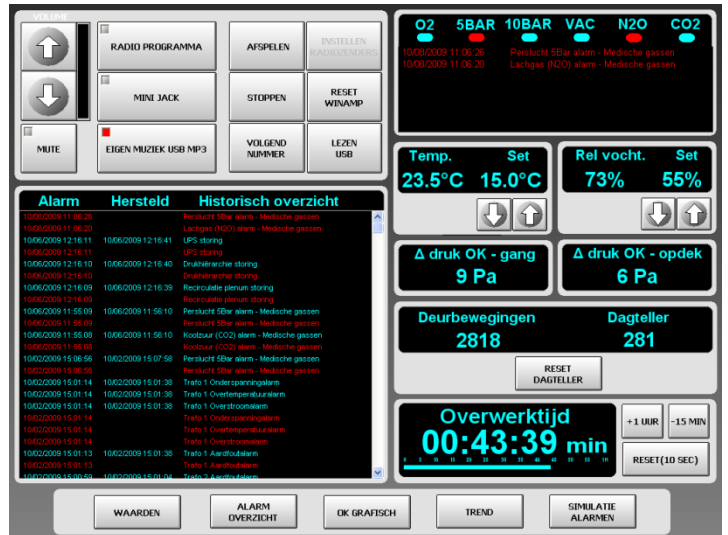 VOLUME
RADIO PROGRAMMA
AFSPELEN
INSTELLEN
RADIOZENDERS
MINI JACK
STOPPEN
RESET
WINAMP
MUTE
EIGEN MUZIEK USB MP3
VOLGEND
NUMMER
LEZEN
USB
O2 5BAR 10BAR VAC N2O CO2
10/08/2009 11:06:26 Perslucht 5Bar alarm - Medische gassen
10/08/2009 11:06:20 Lachgas (N2O) alarm - Medische gassen
Temp. Set
23.5°C 15.0°C
Rel vocht. Set
73% 55%
Δ druk OK - gang
9 Pa
Δ druk OK - opdek
6 Pa
Deurbewegingen Dagteller
2818 281
RESET
DAGTELLER
Overwerktijd
00:43:39 min
+1 UUR
-15 MIN
RESET(10 SEC)
Alarm Hersteld Historisch overzicht
10/08/2009 11:06:26 Perslucht 5Bar alarm - Medische gassen
10/08/2009 11:06:20 Lachgas (N2O) alarm - Medische gassen
10/06/2009 12:16:11 10/06/2009 12:16:41 UPS storing
10/06/2009 12:16:11 UPS storing
10/06/2009 12:16:10 10/06/2009 12:16:40 Drukhiërarchie storing
10/06/2009 12:16:10 Drukhiërarchie storing
10/06/2009 12:16:09 10/06/2009 12:16:39 Recirculatie plenum storing
10/06/2009 12:16:09 Recirculatie plenum storing
10/06/2009 11:55:09 10/06/2009 11:56:10 Perslucht 5Bar alarm - Medische gassen
10/06/2009 11:55:09 Perslucht 5Bar alarm - Medische gassen
10/06/2009 11:55:08 10/06/2009 11:56:10 Koolzuur (CO2) alarm - Medische gassen
10/06/2009 11:55:08 Koolzuur (CO2) alarm - Medische gassen
10/02/2009 15:06:56 10/02/2009 15:07:58 Perslucht 5Bar alarm - Medische gassen
10/02/2009 15:06:56 Perslucht 5Bar alarm - Medische gassen
10/02/2009 15:01:14 10/02/2009 15:01:38 Trafo 1 Onderspanningalarm
10/02/2009 15:01:14 10/02/2009 15:01:38 Trafo 1 Overtemperatuuralarm
10/02/2009 15:01:14 10/02/2009 15:01:38 Trafo 1 Overstroomalarm
10/02/2009 15:01:14 Trafo 1 Onderspanningalarm
10/02/2009 15:01:14 Trafo 1 Overtemperatuuralarm
10/02/2009 15:01:14 Trafo 1 Overstroomalarm
10/02/2009 15:01:13 10/02/2009 15:01:38 Trafo 1 Aardfoutalarm
10/02/2009 15:01:13 Trafo 1 Aardfoutalarm
10/02/2009 15:00:59 10/02/2009 15:01:04 Trafo 2 Aardfoutalarm
WAARDEN
ALARM
OVERZICHT
OK GRAFISCH
TREND
SIMULATIE
ALARMEN